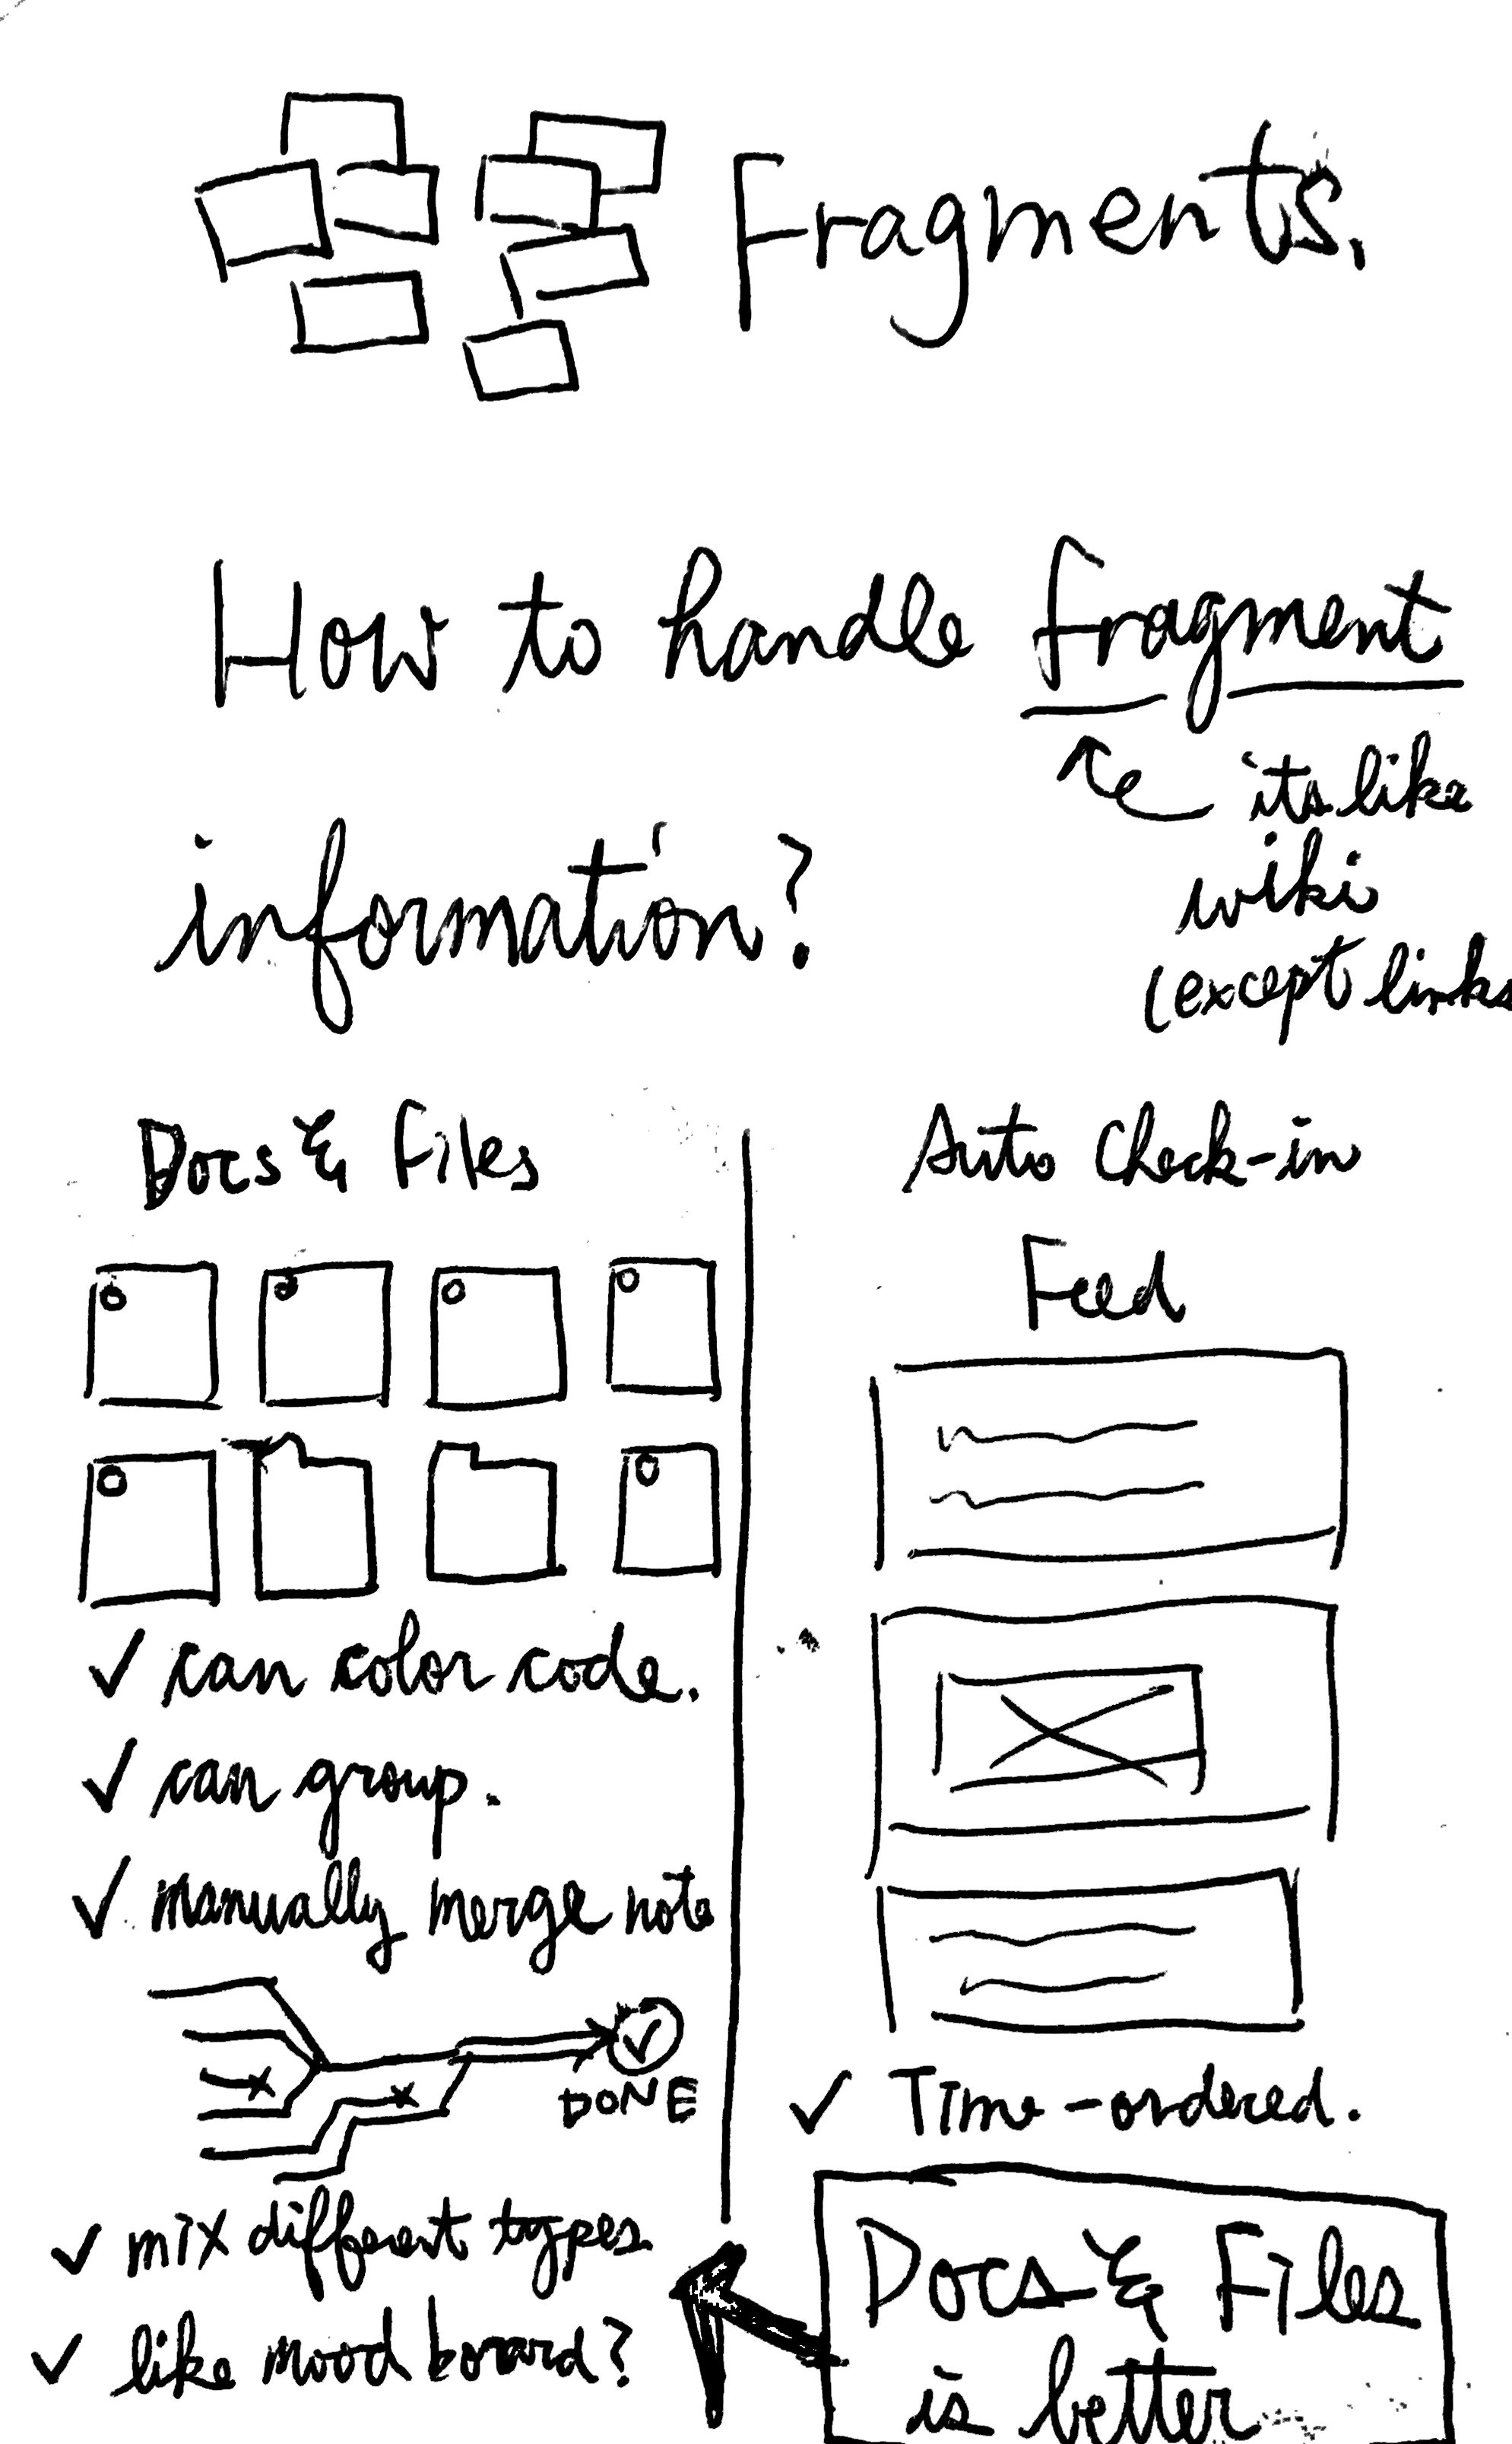 Fragments.
How to handle fragment
its like
wiki
(except links
information?
Docs & Files
✓ can color code.
✓ can group.
✓ manually merge note
DONE
✓ mix different types.
✓ like mood board?
Auto Check-in
Feed
✓ Time-ordered.
Docs & Files
is better